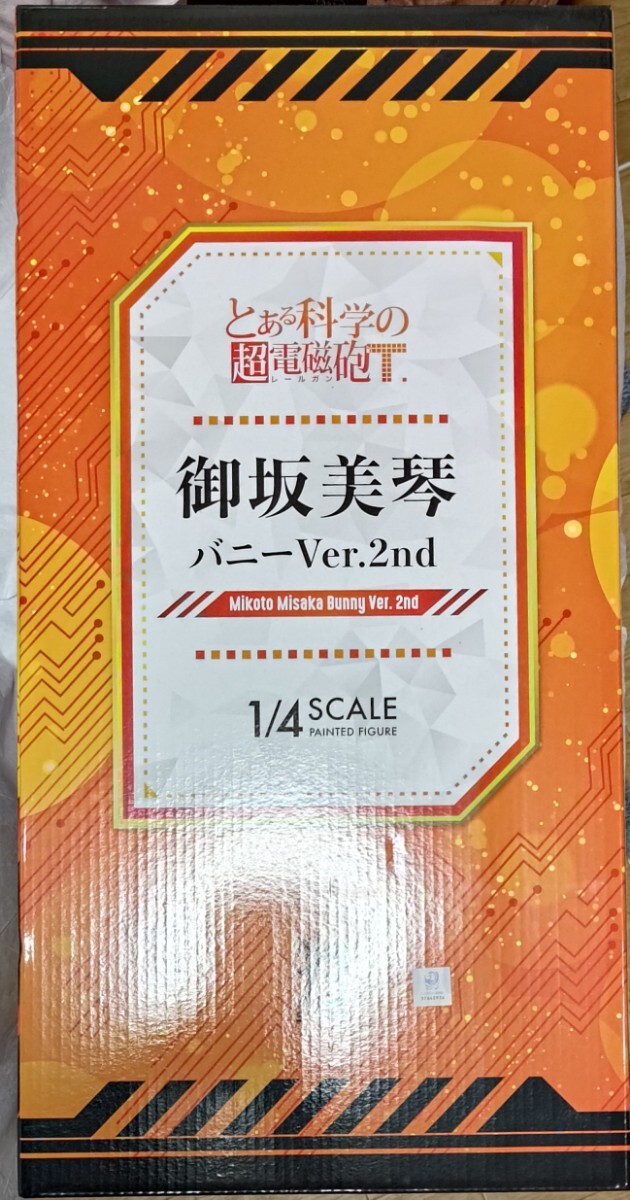 とある科学の
超電磁砲T.
レールガン
御坂美琴
バニーVer.2nd
Mikoto Misaka Bunny Ver. 2nd
1/4 SCALE
PAINTED FIGURE